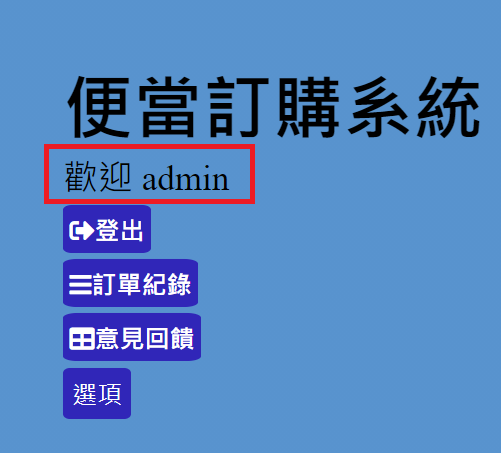 便當訂購系統
歡迎 admin
登出
訂單紀錄
意見回饋
選項